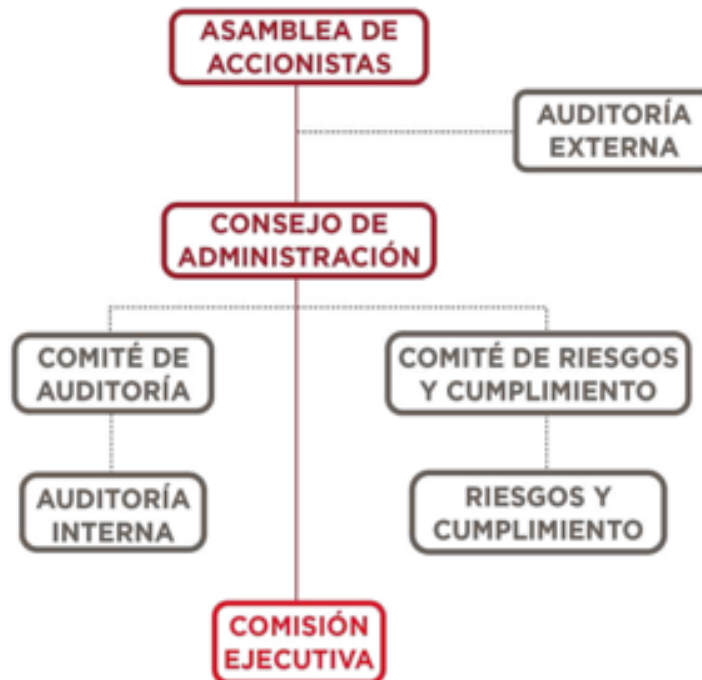 ASAMBLEA DE
ACCIONISTAS
AUDITORÍA
EXTERNA
CONSEJO DE
ADMINISTRACIÓN
COMITÉ DE
AUDITORÍA
COMITÉ DE RIESGOS
Y CUMPLIMIENTO
AUDITORÍA
INTERNA
RIESGOS Y
CUMPLIMIENTO
COMISIÓN
EJECUTIVA